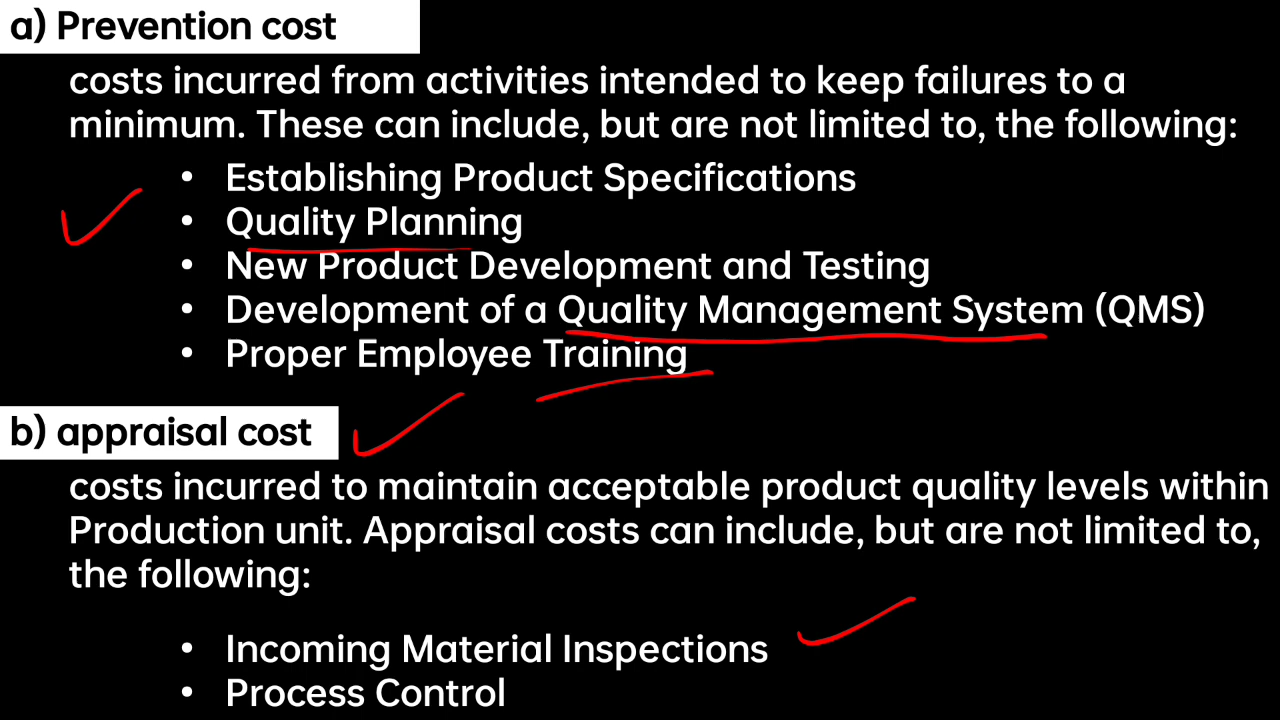 a) Prevention cost
costs incurred from activities intended to keep failures to a
minimum. These can include, but are not limited to, the following:
• Establishing Product Specifications
• Quality Planning
• New Product Development and Testing
• Development of a Quality Management System (QMS)
• Proper Employee Training
b) appraisal cost
costs incurred to maintain acceptable product quality levels within
Production unit. Appraisal costs can include, but are not limited to,
the following:
• Incoming Material Inspections
• Process Control